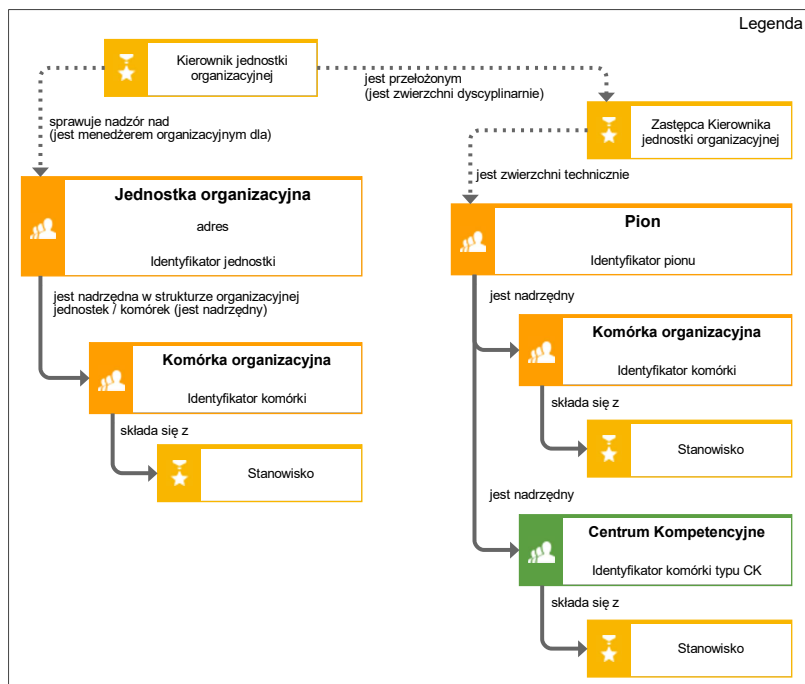 Legenda
Kierownik jednostki
organizacyjnej
jest przełożonym
(jest zwierzchni dyscyplinarnie)
sprawuje nadzór nad
(jest menedżerem organizacyjnym dla)
Zastępca Kierownika
jednostki organizacyjnej
jest zwierzchni technicznie
Jednostka organizacyjna
adres
Identyfikator jednostki
Pion
Identyfikator pionu
jest nadrzędna w strukturze organizacyjnej
jednostek / komórek (jest nadrzędny)
jest nadrzędny
Komórka organizacyjna
Identyfikator komórki
składa się z
Stanowisko
Komórka organizacyjna
Identyfikator komórki
składa się z
Stanowisko
jest nadrzędny
Centrum Kompetencyjne
Identyfikator komórki typu CK
składa się z
Stanowisko